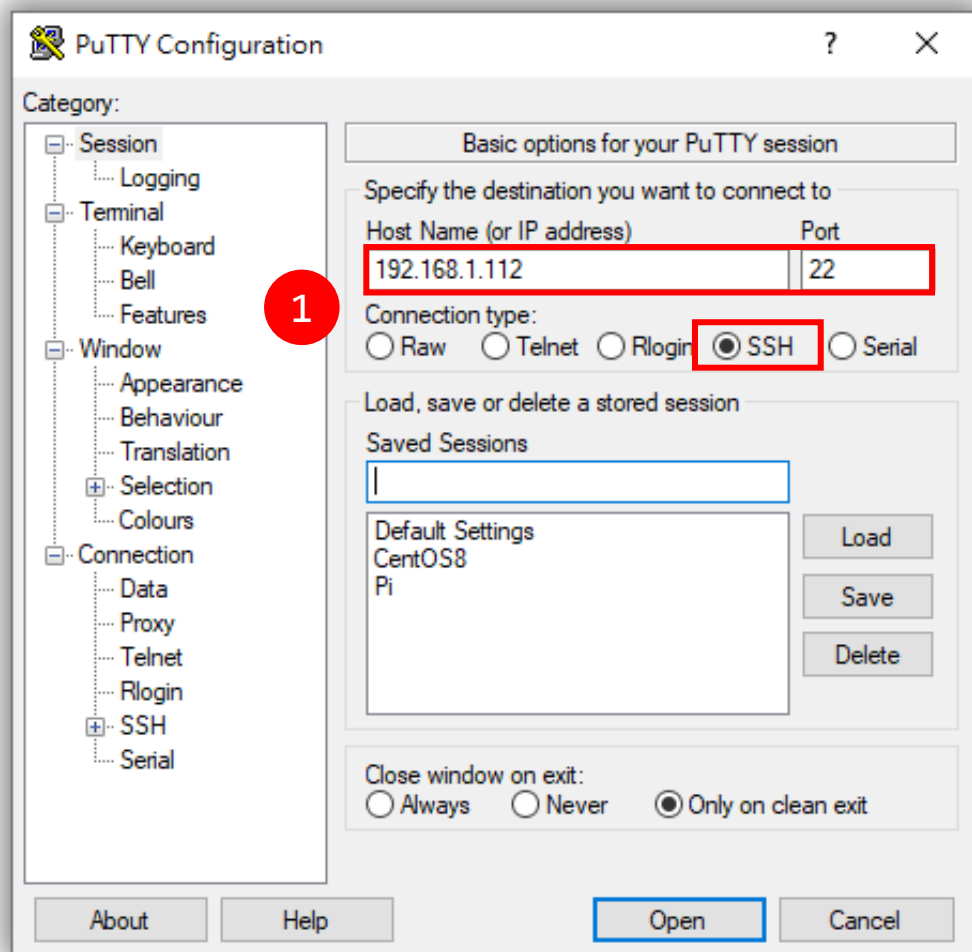 PuTTY Configuration
?
Category:
Session
Logging
Terminal
Keyboard
Bell
Features
Window
Appearance
Behaviour
Translation
Selection
Colours
Connection
Data
Proxy
Telnet
Rlogin
SSH
Serial
Basic options for your PuTTY session
Specify the destination you want to connect to
Host Name (or IP address) Port
192.168.1.112 22
1
Connection type:
Raw Telnet Rlogin SSH Serial
Load, save or delete a stored session
Saved Sessions
Default Settings
CentOS8
Pi
Load
Save
Delete
Close window on exit:
Always Never Only on clean exit
About Help Open Cancel